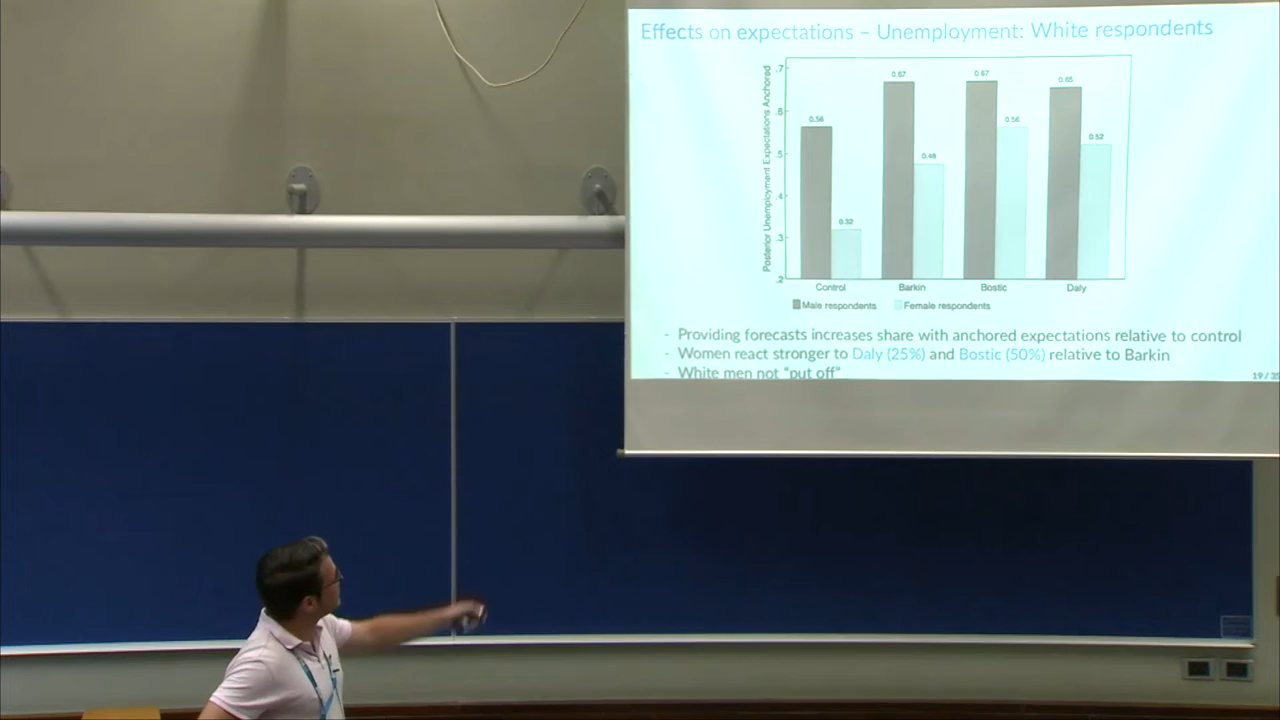 Effects on expectations – Unemployment: White respondents
Posterior Unemployment Expectations Anchored
.7
.6
.5
.4
.3
.2
0.56
0.32
0.67
0.48
0.67
0.56
0.65
0.52
Control
Barkin
Bostic
Daly
Male respondents
Female respondents
- Providing forecasts increases share with anchored expectations relative to control
- Women react stronger to Daly (25%) and Bostic (50%) relative to Barkin
- White men not "put off"
19 / 35